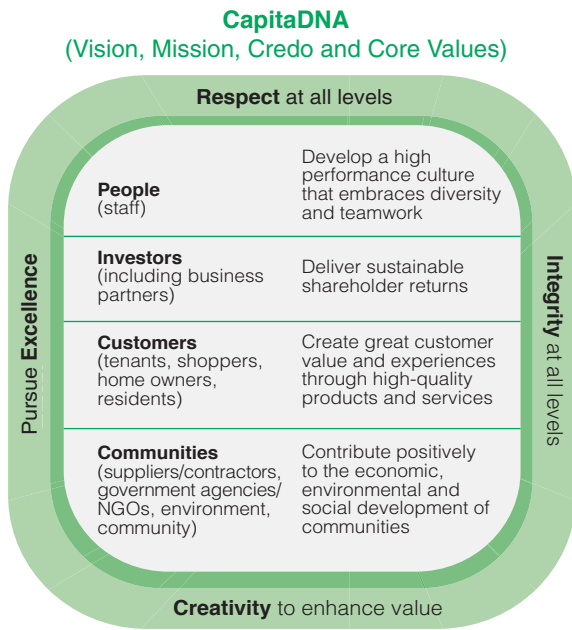 CapitaDNA
(Vision, Mission, Credo and Core Values)
Respect at all levels
People
(staff)
Develop a high
performance culture
that embraces diversity
and teamwork
Investors
(including business
partners)
Deliver sustainable
shareholder returns
Customers
(tenants, shoppers,
home owners,
residents)
Create great customer
value and experiences
through high-quality
products and services
Communities
(suppliers/contractors,
government agencies/
NGOs, environment,
community)
Contribute positively
to the economic,
environmental and
social development of
communities
Pursue Excellence
Integrity at all levels
Creativity to enhance value